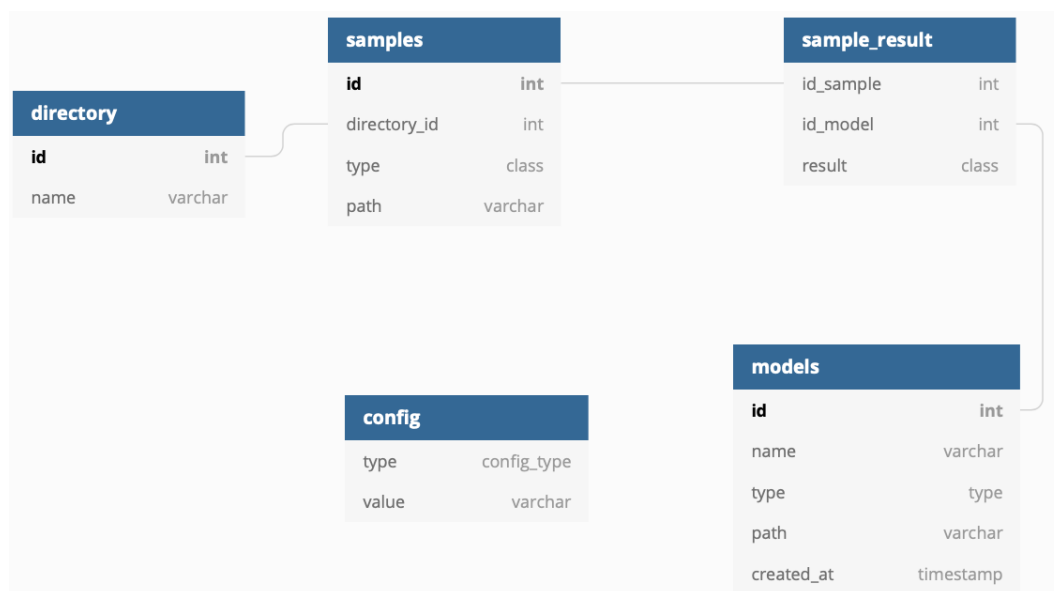 directory
id int
name varchar
samples
id int
directory_id int
type class
path varchar
sample_result
id_sample int
id_model int
result class
config
type config_type
value varchar
models
id int
name varchar
type type
path varchar
created_at timestamp